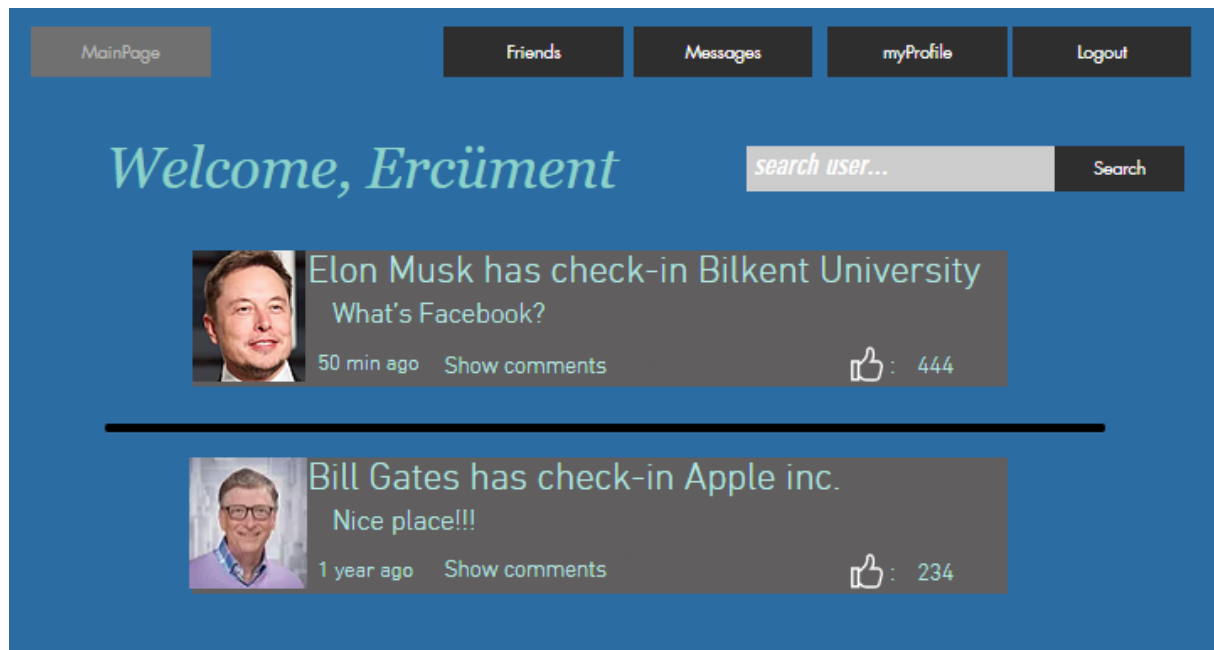 MainPage
Friends
Messages
myProfile
Logout
Welcome, Ercüment
search user...
Search
Elon Musk has check-in Bilkent University
What's Facebook?
50 min ago
Show comments
: 444
Bill Gates has check-in Apple inc.
Nice place!!!
1 year ago
Show comments
: 234